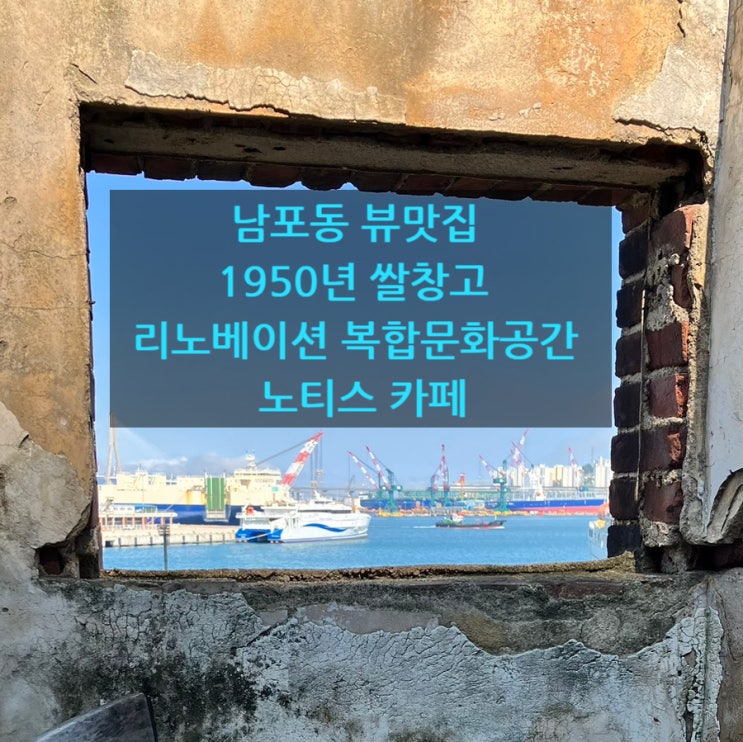 남포동 뷰맛집
1950년 쌀창고
리노베이션 복합문화공간
노티스 카페